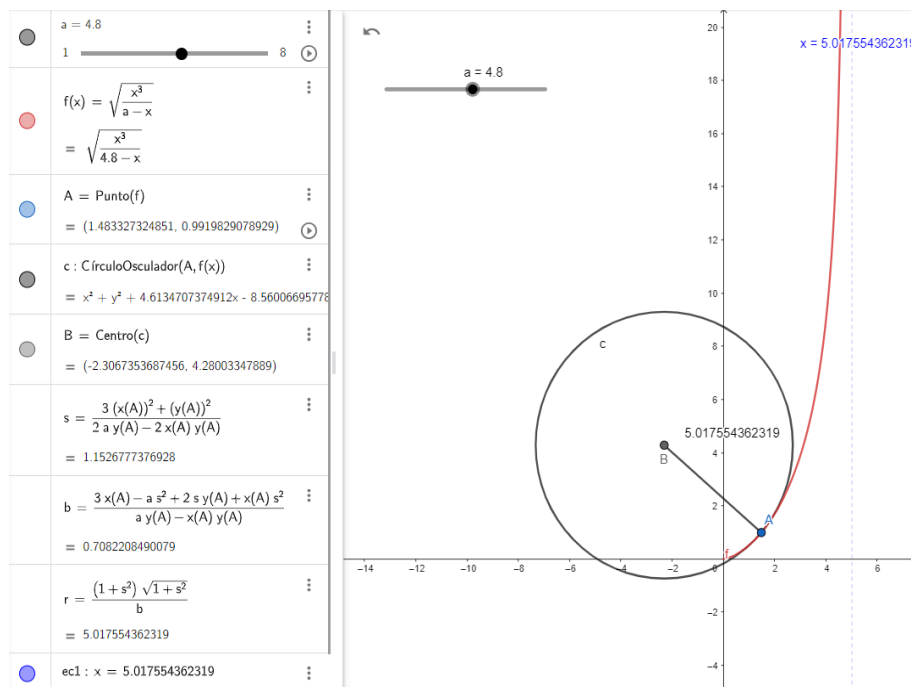 a = 4.8
1 8
f(x) = √(x³/(a − x))
= √(x³/(4.8 − x))
A = Punto(f)
= (1.483327324851, 0.9919829078929)
c : CírculoOsculador(A, f(x))
= x² + y² + 4.6134707374912x - 8.56006695778
B = Centro(c)
= (-2.3067353687456, 4.28003347889)
s = (3 (x(A))² + (y(A))²)/(2 a y(A) − 2 x(A) y(A))
= 1.1526777376928
b = (3 x(A) − a s² + 2 s y(A) + x(A) s²)/(a y(A) − x(A) y(A))
= 0.7082208490079
r = ((1 + s²) √(1 + s²))/b
= 5.017554362319
ec1 : x = 5.017554362319
a = 4.8
x = 5.017554362319
20
18
16
14
12
10
8
6
4
2
−2
−4
c
5.017554362319
B
A
f
−14 −12 −10 −8 −6 −4 −2 0 2 4 6